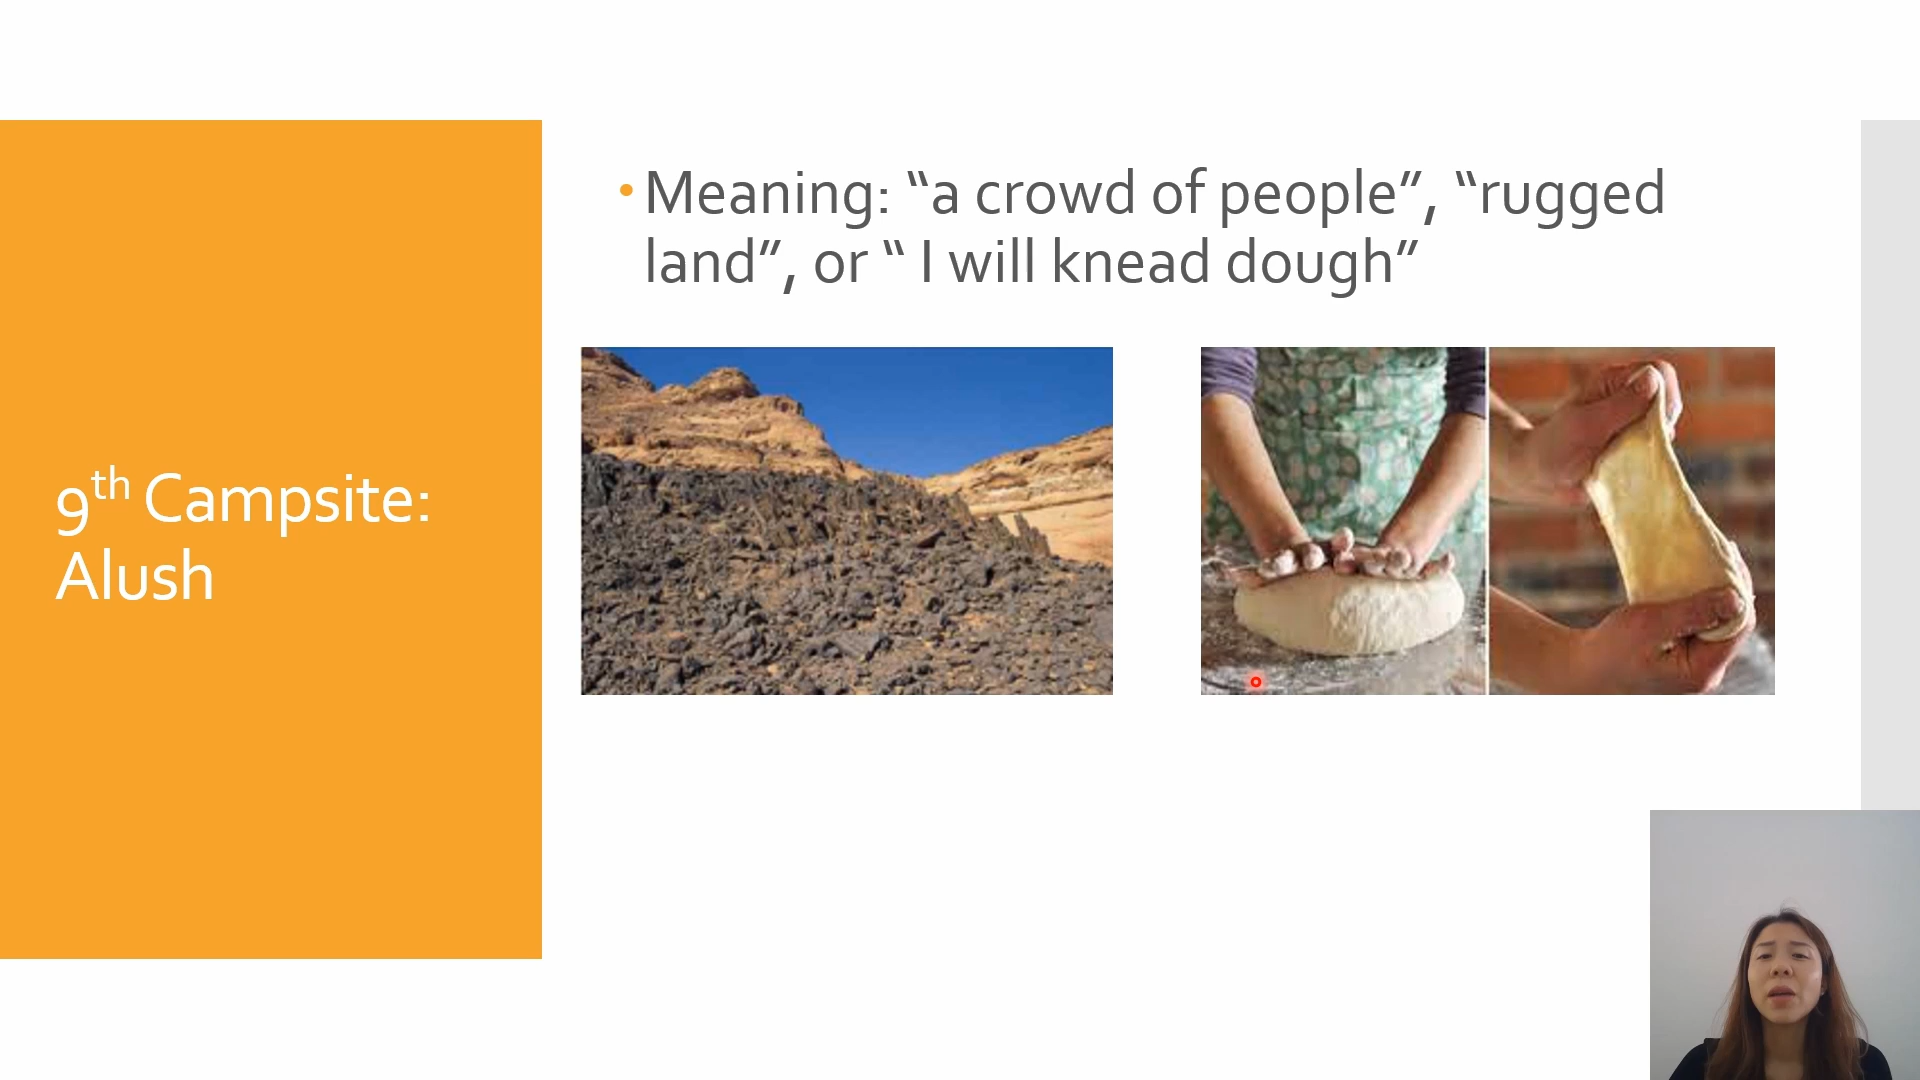 9th Campsite:
Alush
• Meaning: “a crowd of people”, “rugged
land”, or “ I will knead dough”